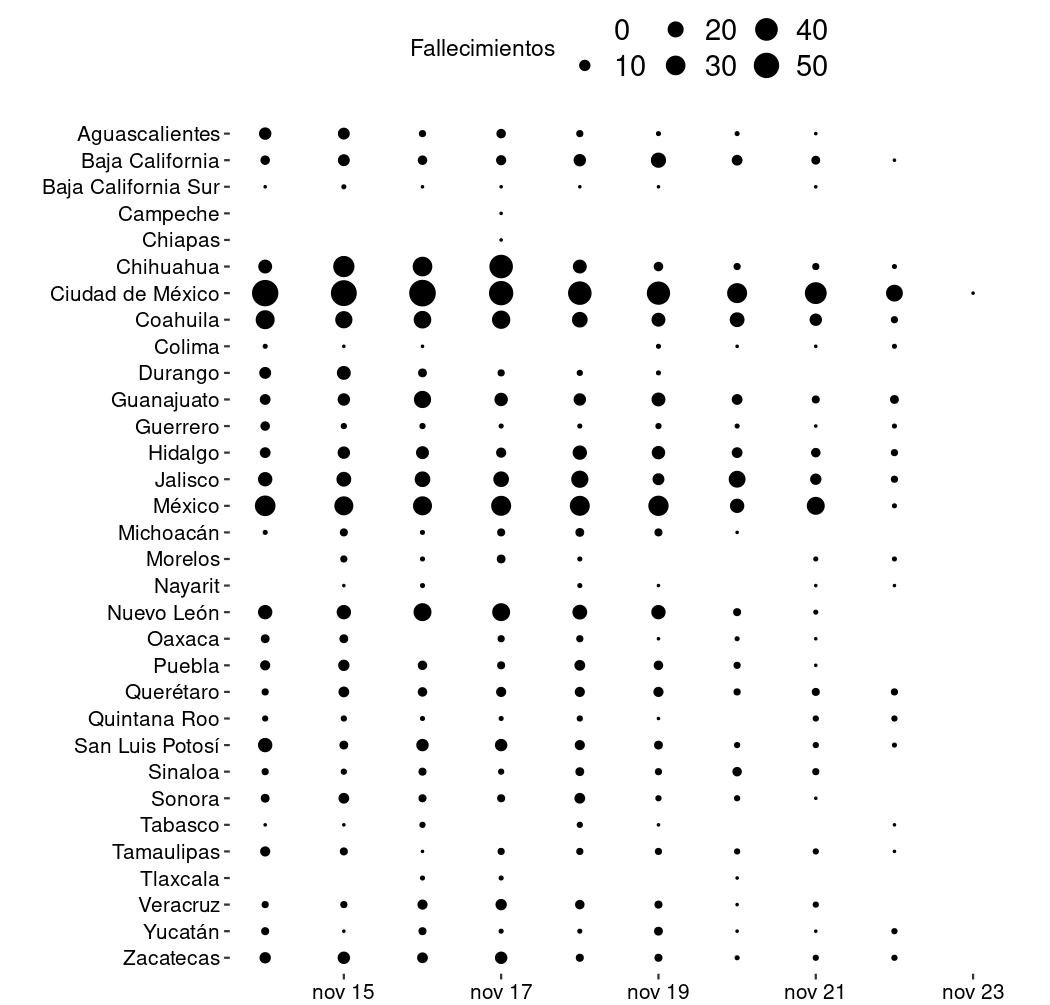 Fallecimientos
0 20 40
10 30 50
Aguascalientes
Baja California
Baja California Sur
Campeche
Chiapas
Chihuahua
Ciudad de México
Coahuila
Colima
Durango
Guanajuato
Guerrero
Hidalgo
Jalisco
México
Michoacán
Morelos
Nayarit
Nuevo León
Oaxaca
Puebla
Querétaro
Quintana Roo
San Luis Potosí
Sinaloa
Sonora
Tabasco
Tamaulipas
Tlaxcala
Veracruz
Yucatán
Zacatecas
nov 15 nov 17 nov 19 nov 21 nov 23